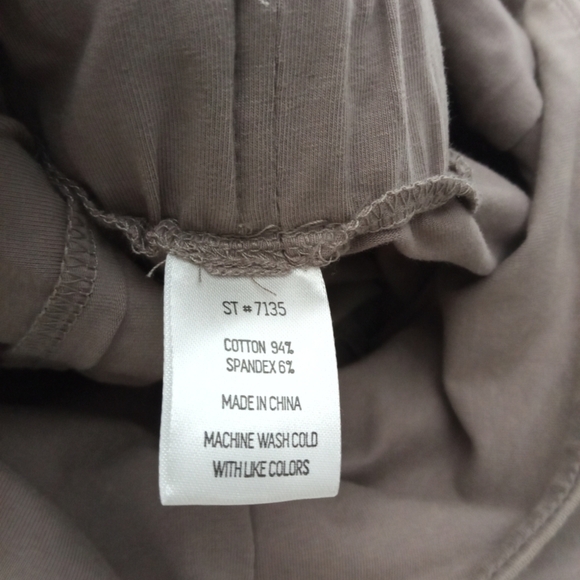 ST # 7135
COTTON 94%
SPANDEX 6%
MADE IN CHINA
MACHINE WASH COLD
WITH LIKE COLORS